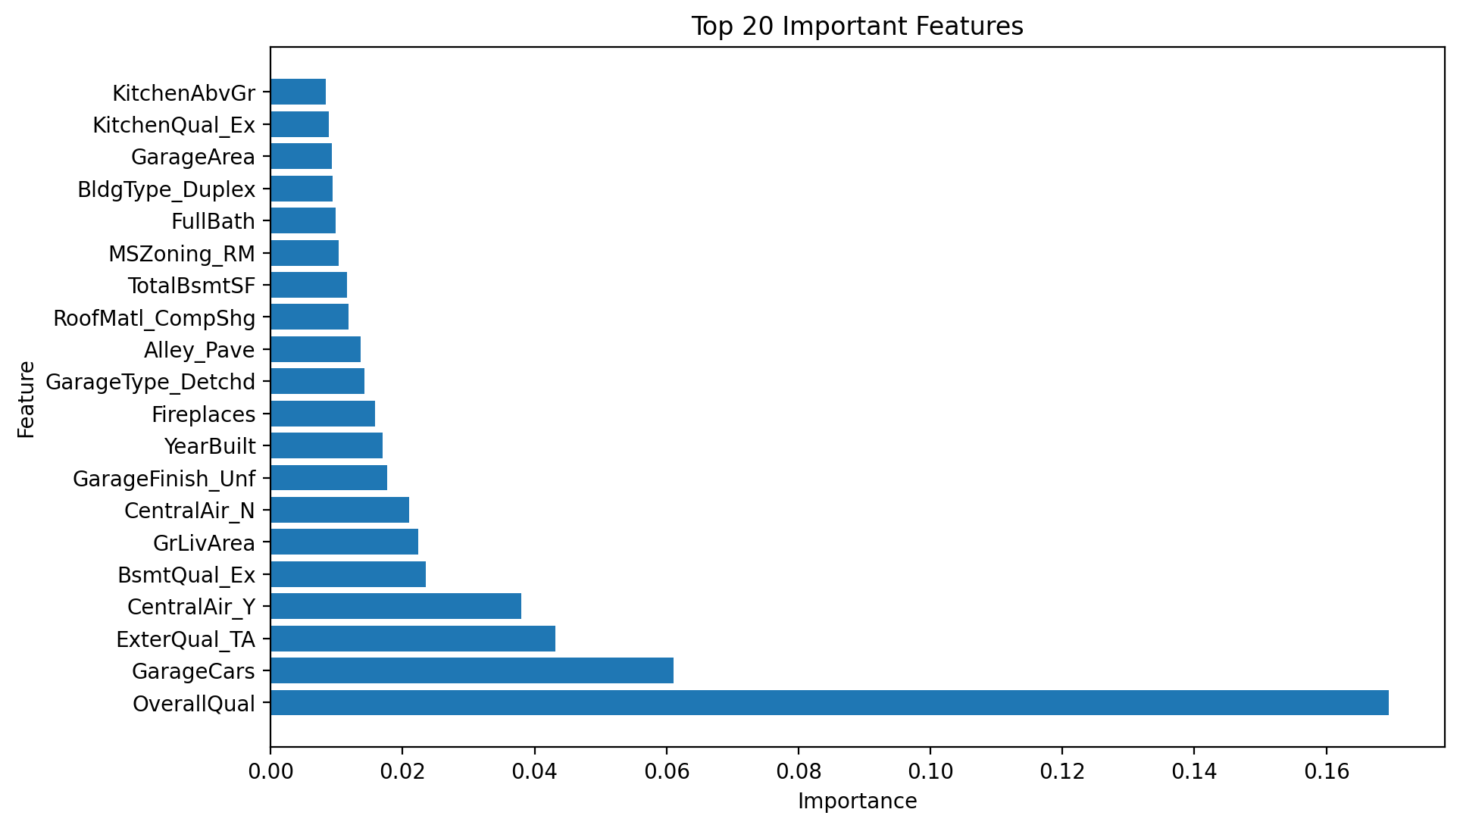 Top 20 Important Features
KitchenAbvGr
KitchenQual_Ex
GarageArea
BldgType_Duplex
FullBath
MSZoning_RM
TotalBsmtSF
RoofMatl_CompShg
Alley_Pave
GarageType_Detchd
Fireplaces
YearBuilt
GarageFinish_Unf
CentralAir_N
GrLivArea
BsmtQual_Ex
CentralAir_Y
ExterQual_TA
GarageCars
OverallQual
Feature
0.00 0.02 0.04 0.06 0.08 0.10 0.12 0.14 0.16
Importance